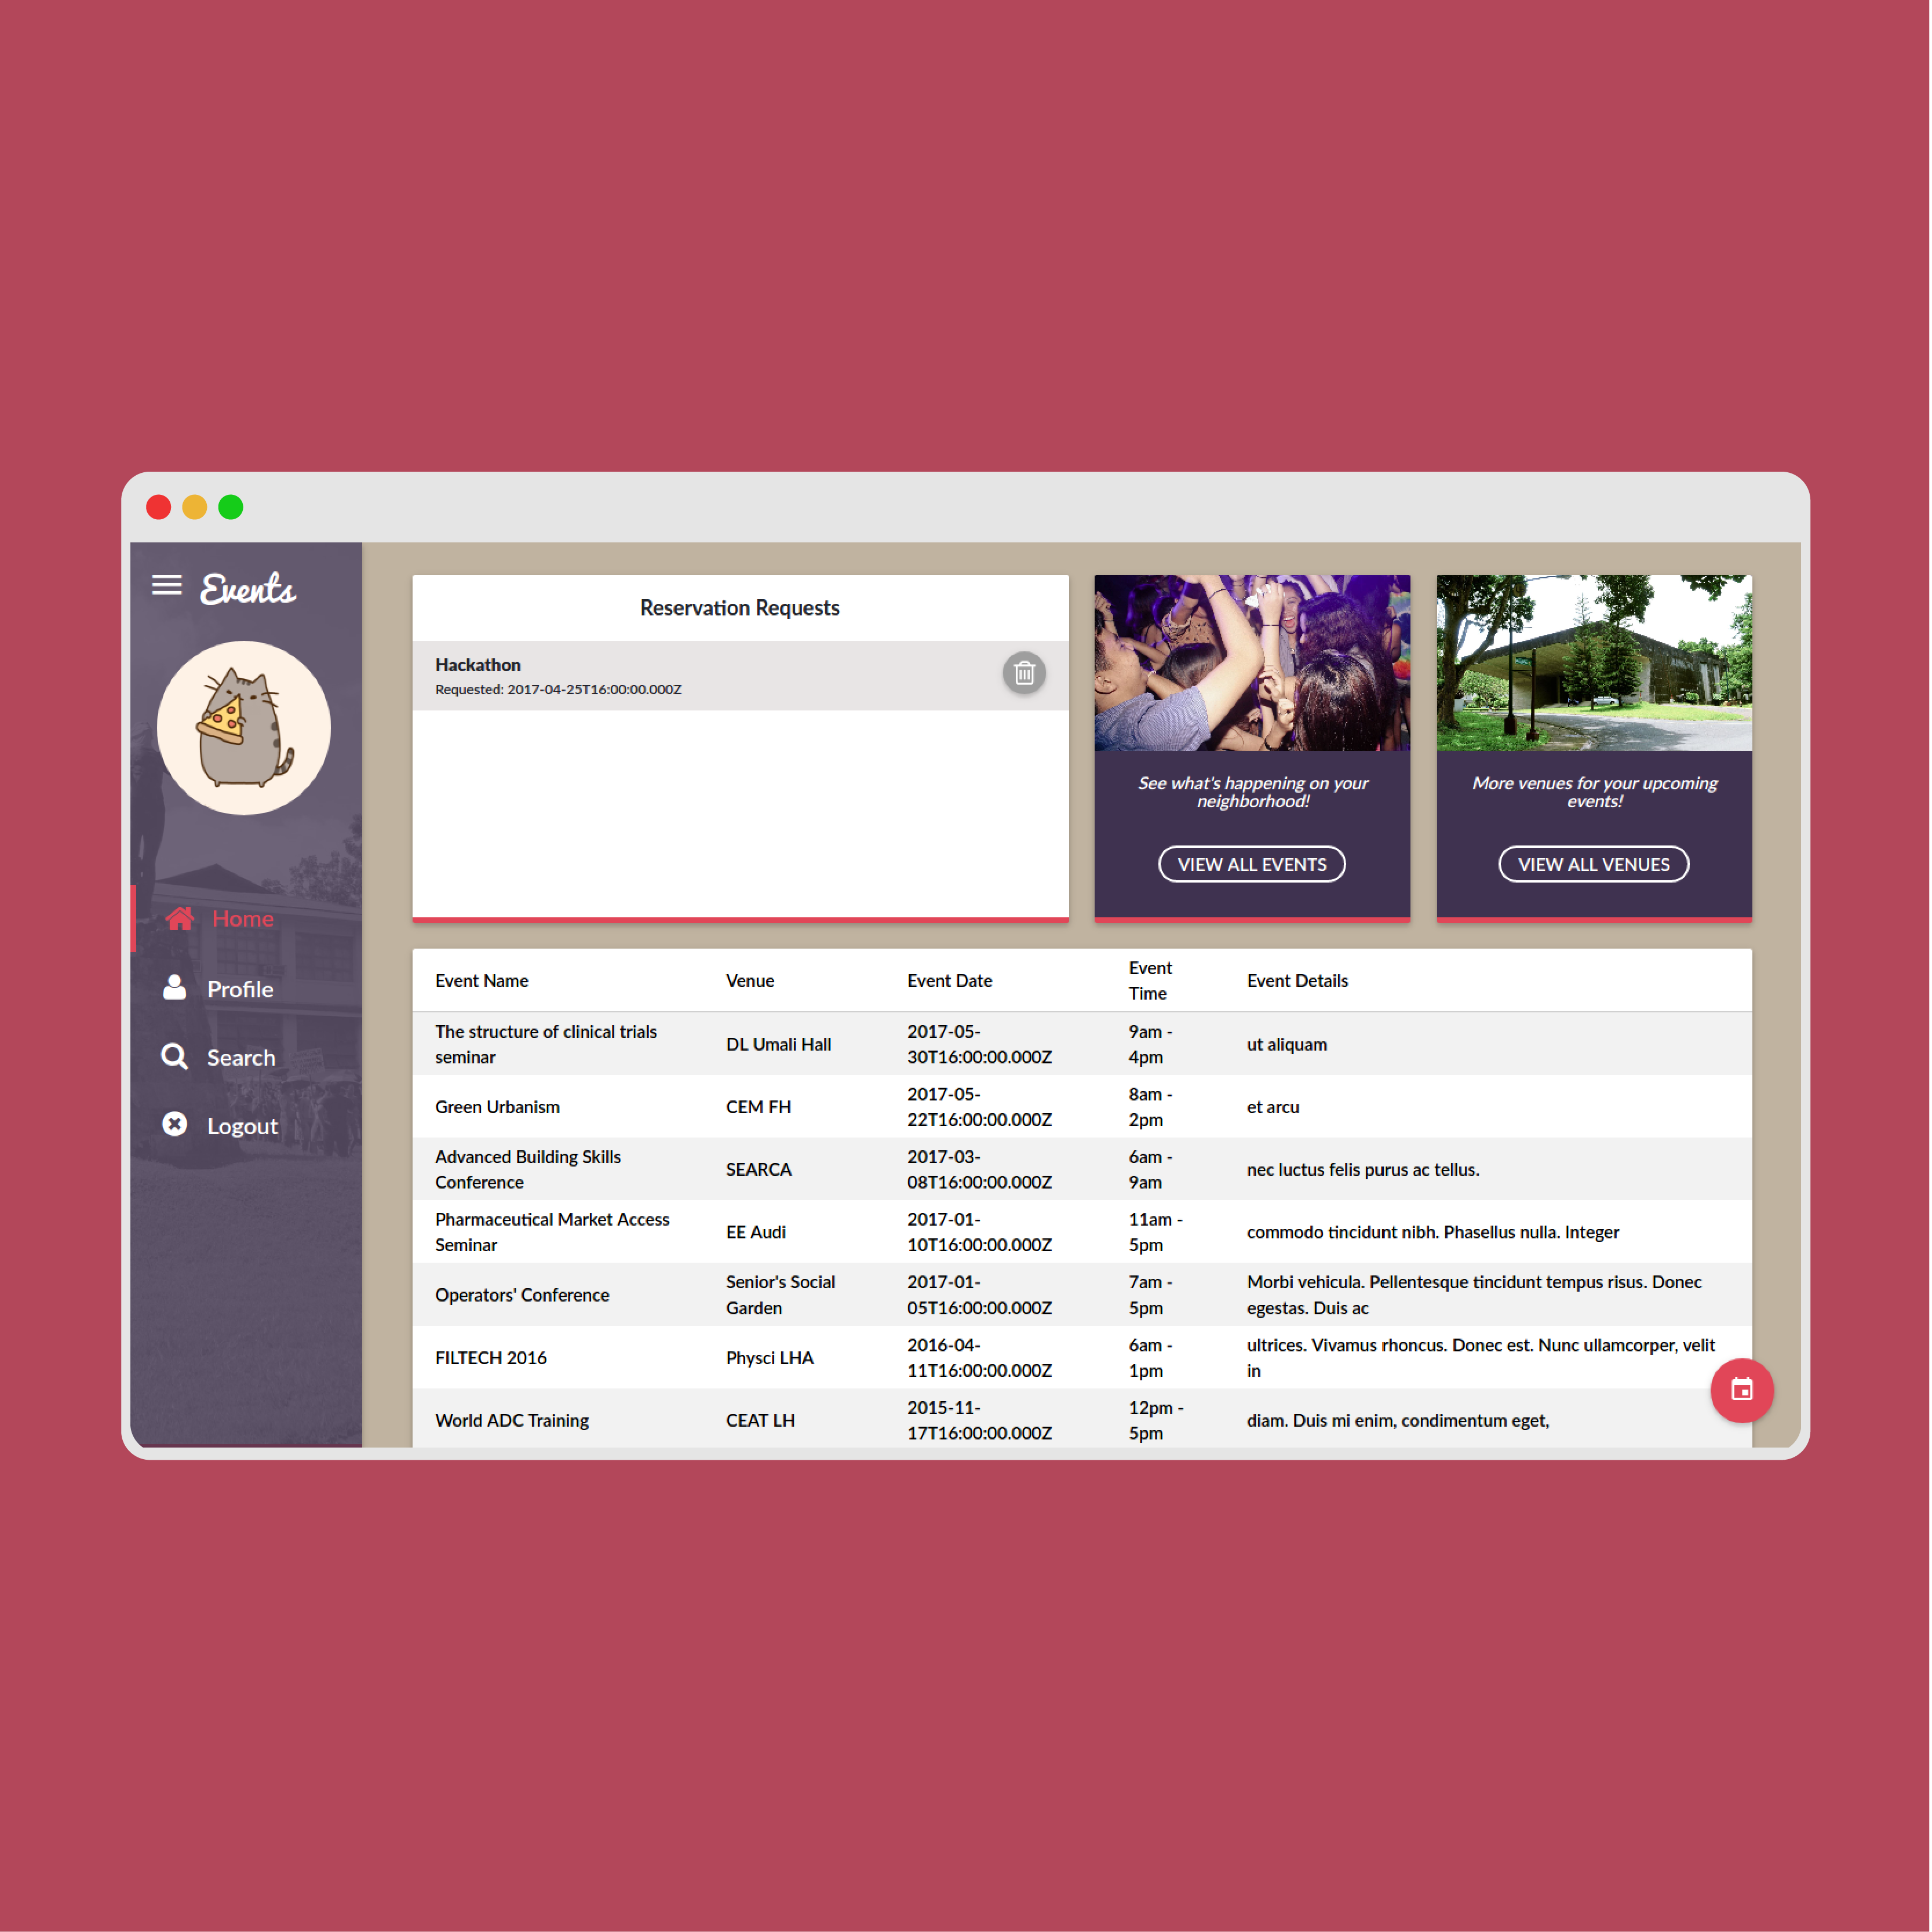 Events
Home
Profile
Search
Logout
Reservation Requests
Hackathon
Requested: 2017-04-25T16:00:00.000Z
See what's happening on your
neighborhood!
VIEW ALL EVENTS
More venues for your upcoming
events!
VIEW ALL VENUES
Event Name Venue Event Date Event
Time Event Details
The structure of clinical trials
seminar DL Umali Hall 2017-05-
30T16:00:00.000Z 9am -
4pm ut aliquam
Green Urbanism CEM FH 2017-05-
22T16:00:00.000Z 8am -
2pm et arcu
Advanced Building Skills
Conference SEARCA 2017-03-
08T16:00:00.000Z 6am -
9am nec luctus felis purus ac tellus.
Pharmaceutical Market Access
Seminar EE Audi 2017-01-
10T16:00:00.000Z 11am -
5pm commodo tincidunt nibh. Phasellus nulla. Integer
Operators' Conference Senior's Social
Garden 2017-01-
05T16:00:00.000Z 7am -
5pm Morbi vehicula. Pellentesque tincidunt tempus risus. Donec
egestas. Duis ac
FILTECH 2016 Physci LHA 2016-04-
11T16:00:00.000Z 6am -
1pm ultrices. Vivamus rhoncus. Donec est. Nunc ullamcorper, velit
in
World ADC Training CEAT LH 2015-11-
17T16:00:00.000Z 12pm -
5pm diam. Duis mi enim, condimentum eget,